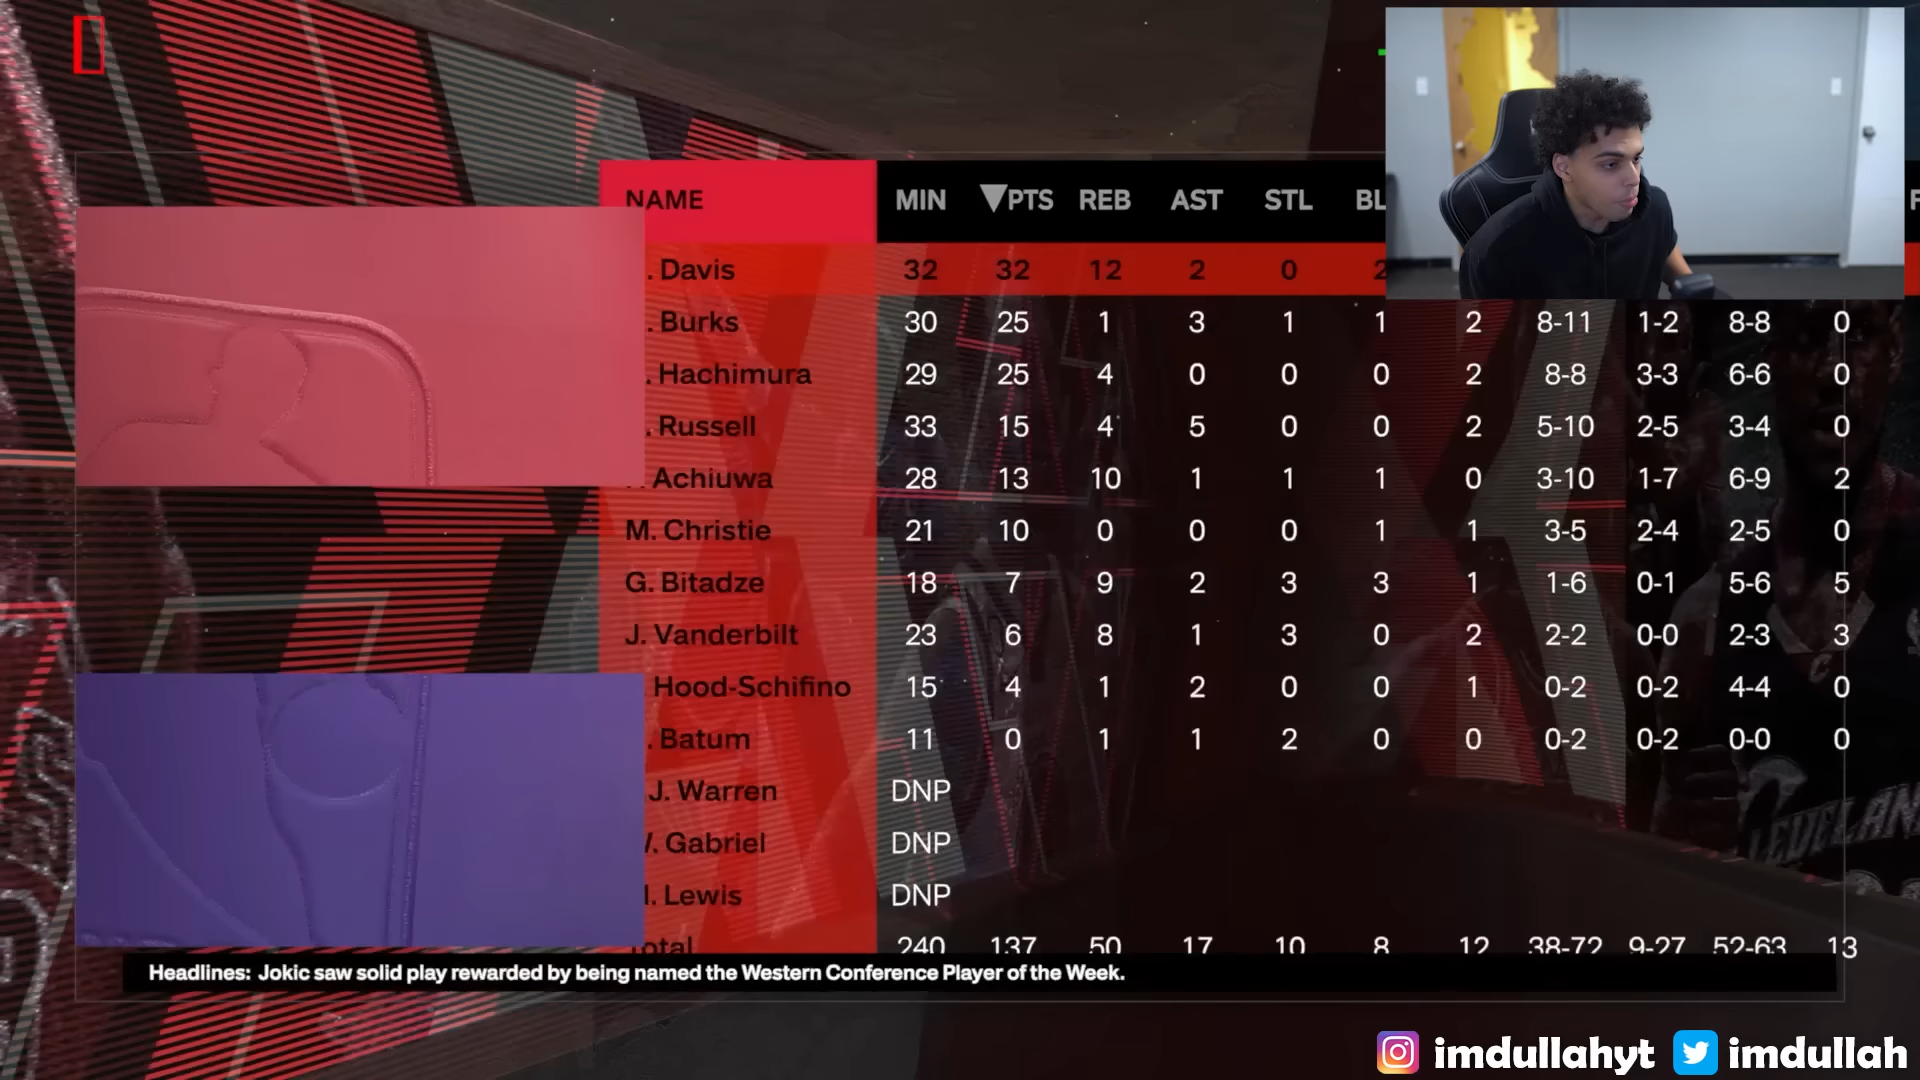 NAME MIN PTS REB AST STL BL
. Davis 32 32 12 2 0 2
. Burks 30 25 1 3 1 1 2 8-11 1-2 8-8 0
. Hachimura 29 25 4 0 0 0 2 8-8 3-3 6-6 0
. Russell 33 15 4 5 0 0 2 5-10 2-5 3-4 0
Achiuwa 28 13 10 1 1 1 0 3-10 1-7 6-9 2
M. Christie 21 10 0 0 0 1 1 3-5 2-4 2-5 0
G. Bitadze 18 7 9 2 3 3 1 1-6 0-1 5-6 5
J. Vanderbilt 23 6 8 1 3 0 2 2-2 0-0 2-3 3
Hood-Schifino 15 4 1 2 0 0 1 0-2 0-2 4-4 0
. Batum 11 0 1 1 2 0 0 0-2 0-2 0-0 0
J. Warren DNP
. Gabriel DNP
. Lewis DNP
Total 240 137 50 17 10 8 12 38-72 9-27 52-63 13
Headlines: Jokic saw solid play rewarded by being named the Western Conference Player of the Week.
imdullahyt imdullah